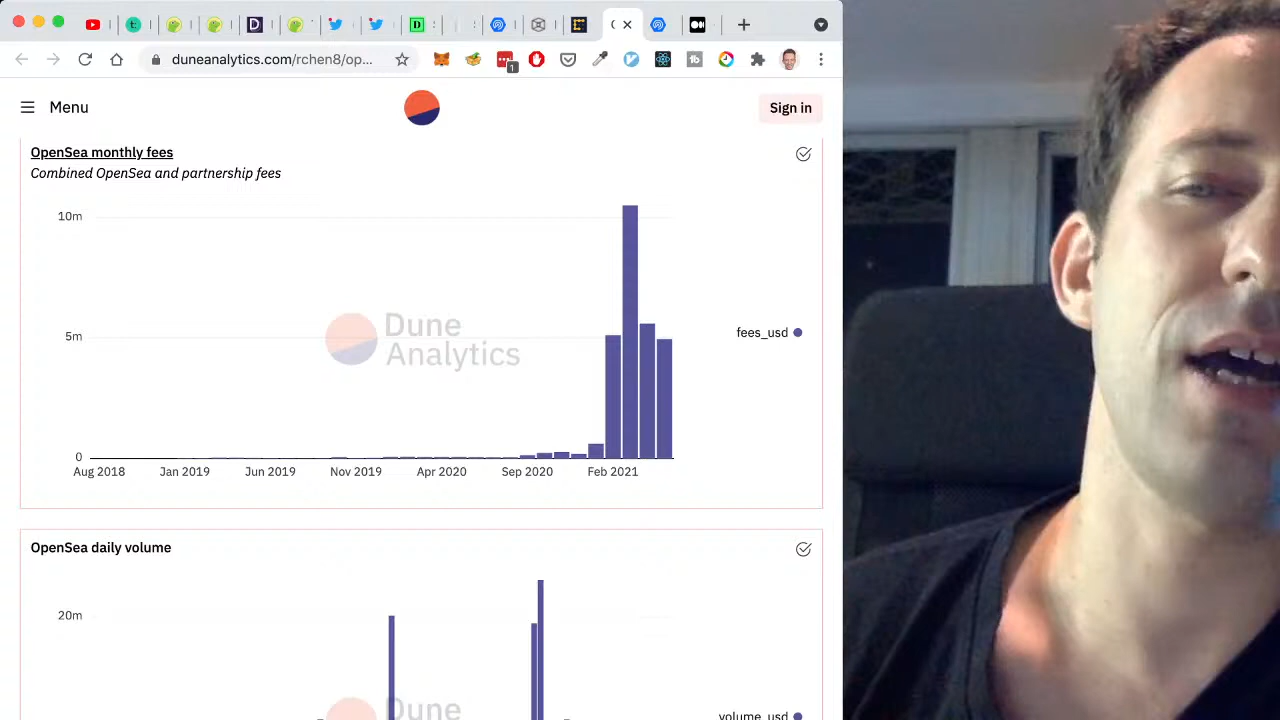 duneanalytics.com/rchen8/op...
1
Menu
Sign in
OpenSea monthly fees
Combined OpenSea and partnership fees
10m
5m
0
Dune
Analytics
fees_usd
Aug 2018 Jan 2019 Jun 2019 Nov 2019 Apr 2020 Sep 2020 Feb 2021
OpenSea daily volume
20m
Dune
volume_usd